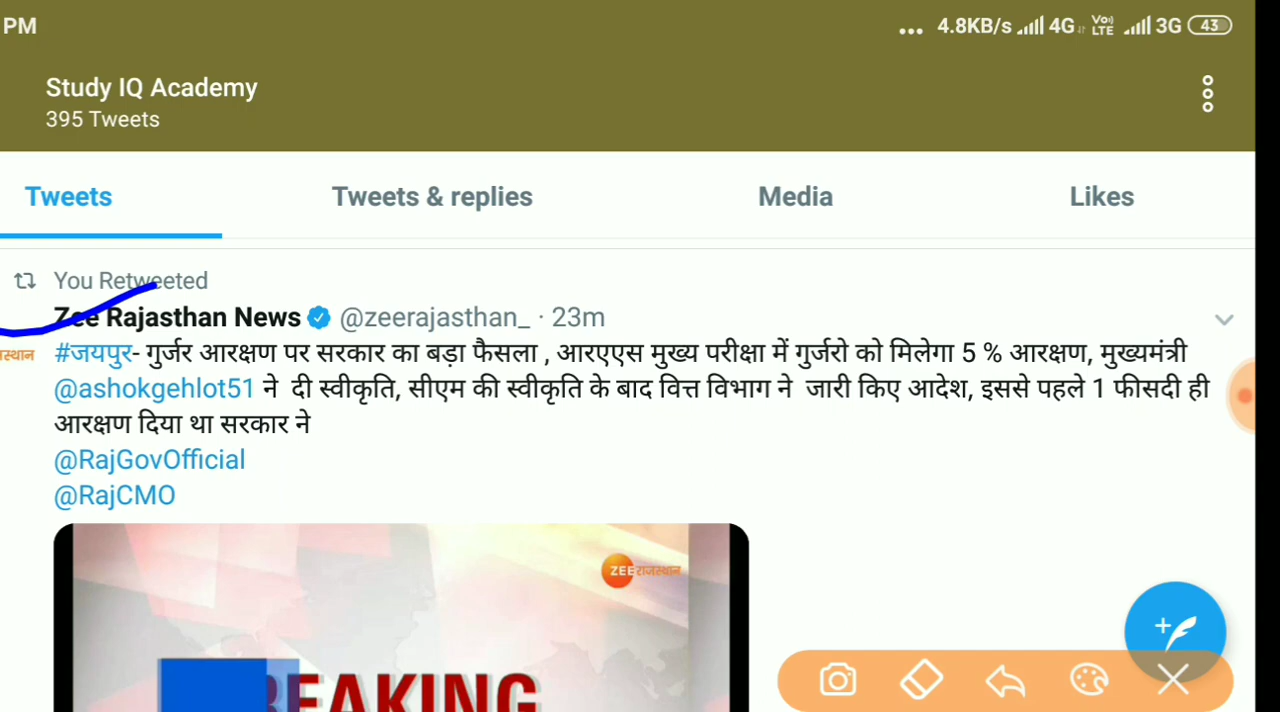 PM ... 4.8KB/s 4G Vo) LTE 3G 43
Study IQ Academy
395 Tweets
Tweets Tweets & replies Media Likes
You Retweeted
Zee Rajasthan News @zeerajasthan_ · 23m
स्थान
#जयपुर- गुर्जर आरक्षण पर सरकार का बड़ा फैसला , आरएएस मुख्य परीक्षा में गुर्जरो को मिलेगा 5 % आरक्षण, मुख्यमंत्री
@ashokgehlot51 ने दी स्वीकृति, सीएम की स्वीकृति के बाद वित्त विभाग ने जारी किए आदेश, इससे पहले 1 फीसदी ही
आरक्षण दिया था सरकार ने
@RajGovOfficial
@RajCMO
ZEE राजस्थान
BREAKING